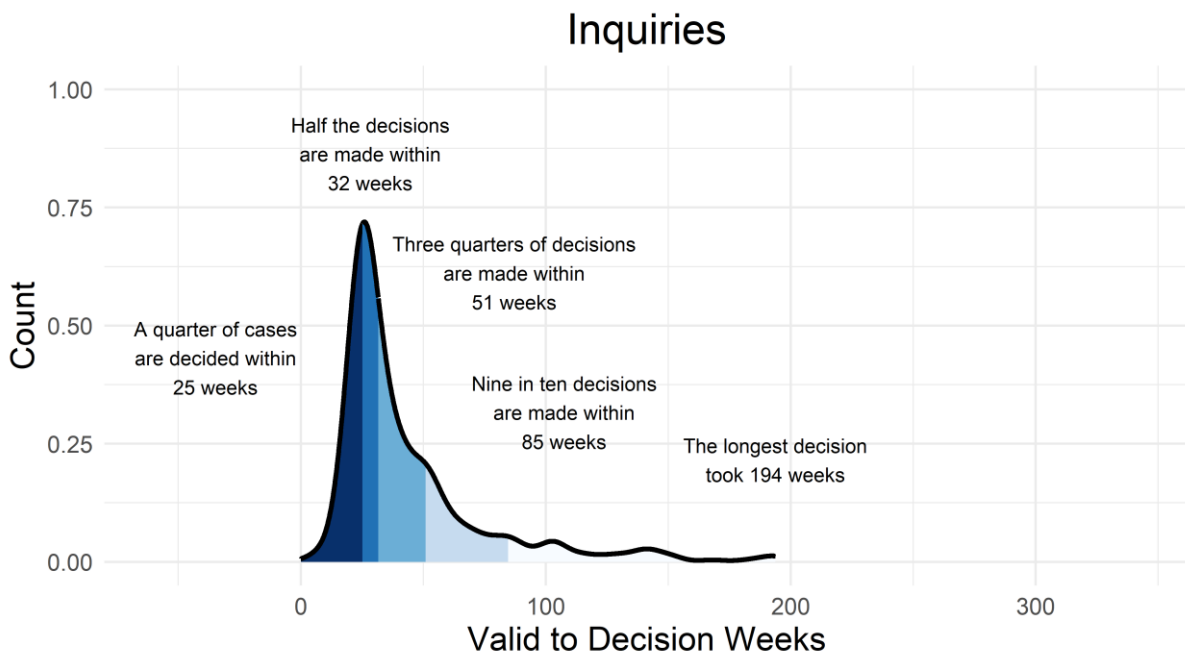 Inquiries
1.00
0.75
0.50
0.25
0.00
Count
Half the decisions
are made within
32 weeks
Three quarters of decisions
are made within
51 weeks
A quarter of cases
are decided within
25 weeks
Nine in ten decisions
are made within
85 weeks
The longest decision
took 194 weeks
0 100 200 300
Valid to Decision Weeks